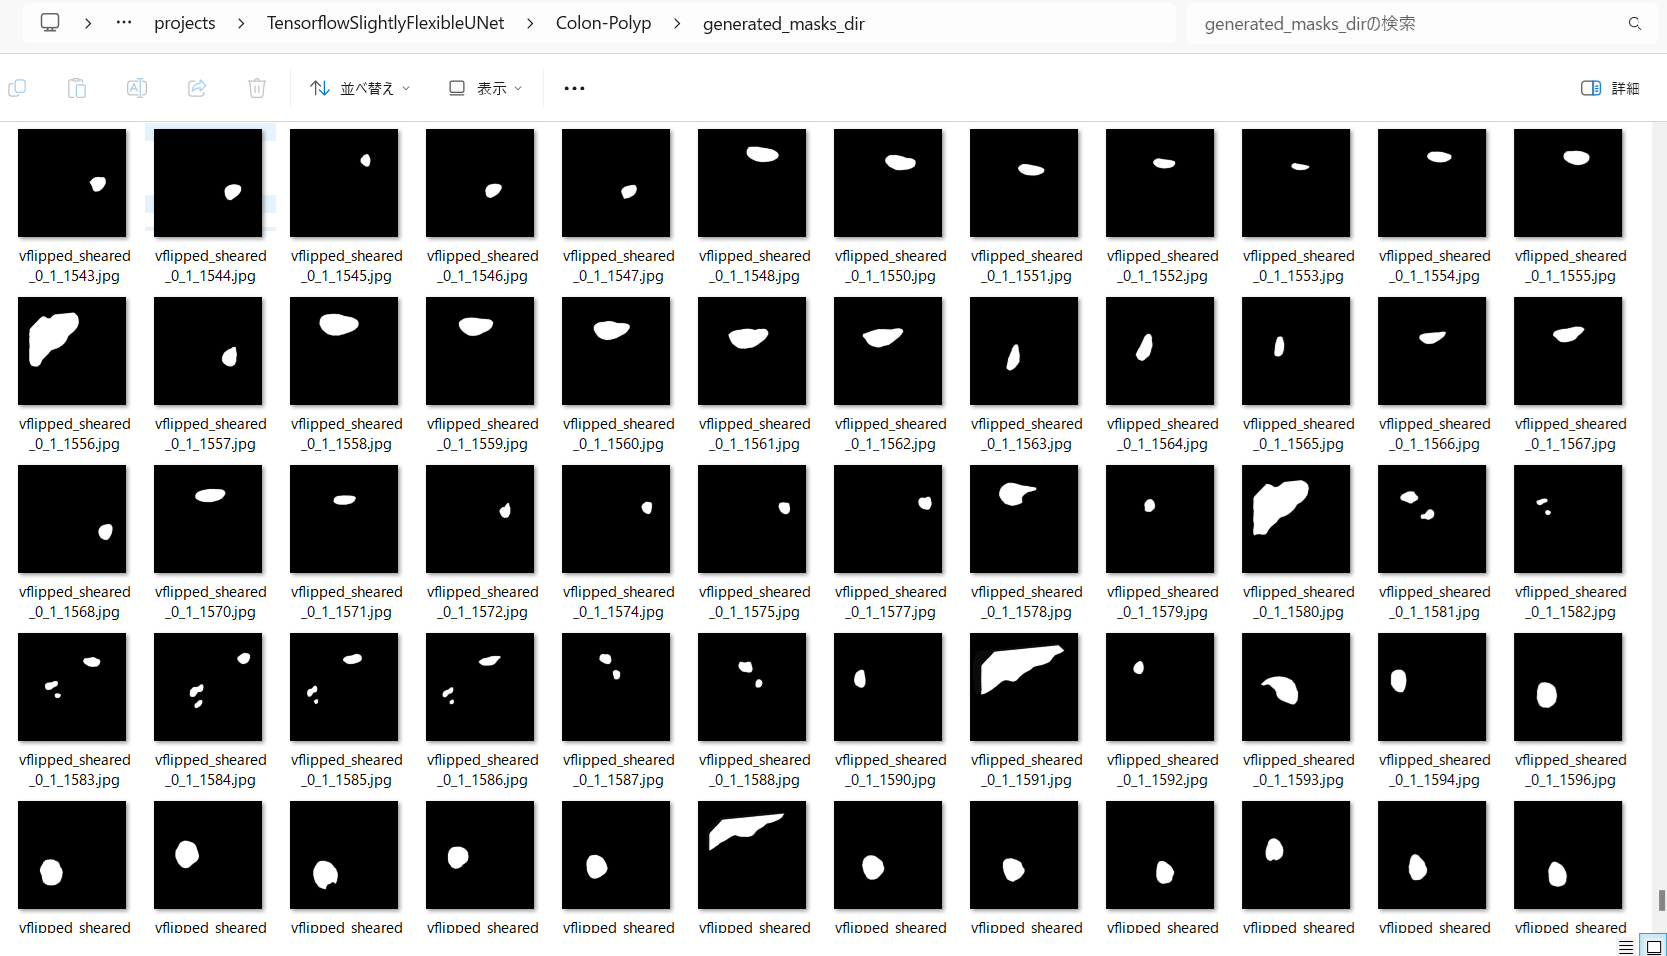 projects > TensorflowSlightlyFlexibleUNet > Colon-Polyp > generated_masks_dir
generated_masks_dirの検索
並べ替え
表示
詳細
vflipped_sheared_0_1_1543.jpg
vflipped_sheared_0_1_1544.jpg
vflipped_sheared_0_1_1545.jpg
vflipped_sheared_0_1_1546.jpg
vflipped_sheared_0_1_1547.jpg
vflipped_sheared_0_1_1548.jpg
vflipped_sheared_0_1_1550.jpg
vflipped_sheared_0_1_1551.jpg
vflipped_sheared_0_1_1552.jpg
vflipped_sheared_0_1_1553.jpg
vflipped_sheared_0_1_1554.jpg
vflipped_sheared_0_1_1555.jpg
vflipped_sheared_0_1_1556.jpg
vflipped_sheared_0_1_1557.jpg
vflipped_sheared_0_1_1558.jpg
vflipped_sheared_0_1_1559.jpg
vflipped_sheared_0_1_1560.jpg
vflipped_sheared_0_1_1561.jpg
vflipped_sheared_0_1_1562.jpg
vflipped_sheared_0_1_1563.jpg
vflipped_sheared_0_1_1564.jpg
vflipped_sheared_0_1_1565.jpg
vflipped_sheared_0_1_1566.jpg
vflipped_sheared_0_1_1567.jpg
vflipped_sheared_0_1_1568.jpg
vflipped_sheared_0_1_1570.jpg
vflipped_sheared_0_1_1571.jpg
vflipped_sheared_0_1_1572.jpg
vflipped_sheared_0_1_1574.jpg
vflipped_sheared_0_1_1575.jpg
vflipped_sheared_0_1_1577.jpg
vflipped_sheared_0_1_1578.jpg
vflipped_sheared_0_1_1579.jpg
vflipped_sheared_0_1_1580.jpg
vflipped_sheared_0_1_1581.jpg
vflipped_sheared_0_1_1582.jpg
vflipped_sheared_0_1_1583.jpg
vflipped_sheared_0_1_1584.jpg
vflipped_sheared_0_1_1585.jpg
vflipped_sheared_0_1_1586.jpg
vflipped_sheared_0_1_1587.jpg
vflipped_sheared_0_1_1588.jpg
vflipped_sheared_0_1_1590.jpg
vflipped_sheared_0_1_1591.jpg
vflipped_sheared_0_1_1592.jpg
vflipped_sheared_0_1_1593.jpg
vflipped_sheared_0_1_1594.jpg
vflipped_sheared_0_1_1596.jpg
vflipped_sheared
vflipped_sheared
vflipped_sheared
vflipped_sheared
vflipped_sheared
vflipped_sheared
vflipped_sheared
vflipped_sheared
vflipped_sheared
vflipped_sheared
vflipped_sheared
vflipped_sheared